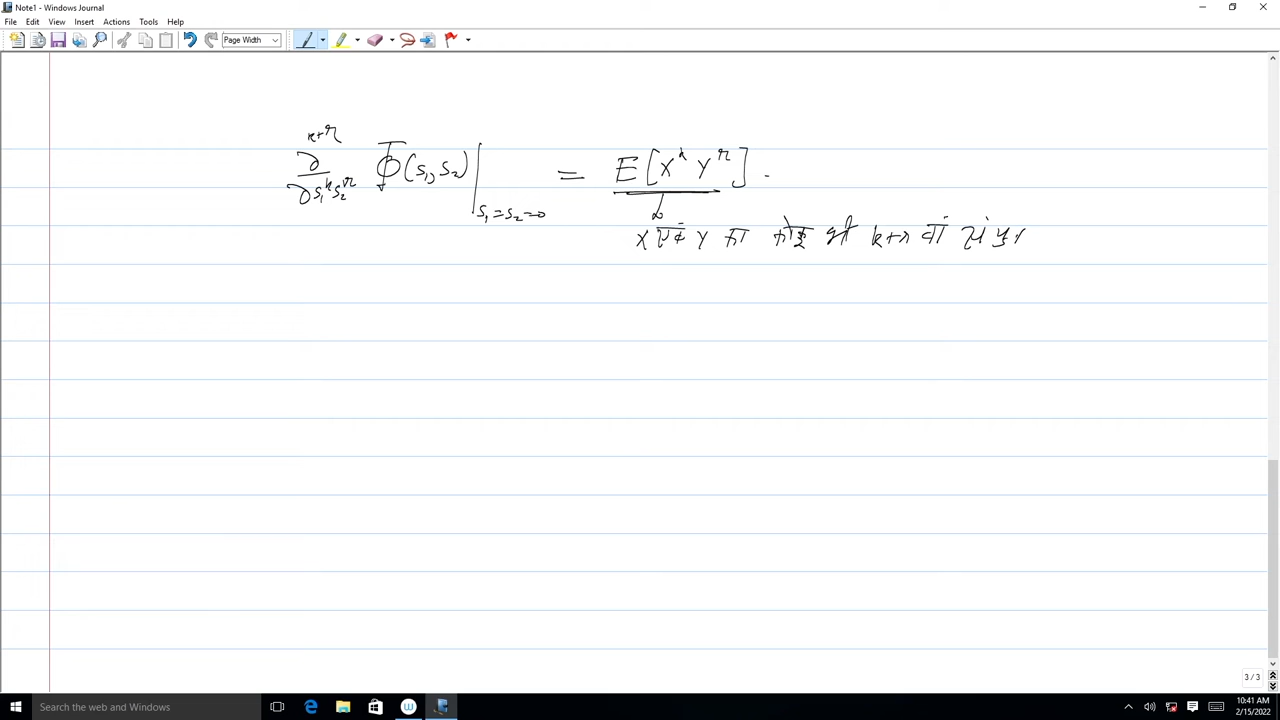 Note1 - Windows Journal
File Edit View Insert Actions Tools Help
Page Width
∂^{k+r} / ∂s₁^k s₂^r Φ(s₁, s₂) |_{s₁=s₂=0} = E[X^k Y^r].
X एवं Y का k+r वां
3 / 3
Search the web and Windows
10:41 AM
2/15/2022